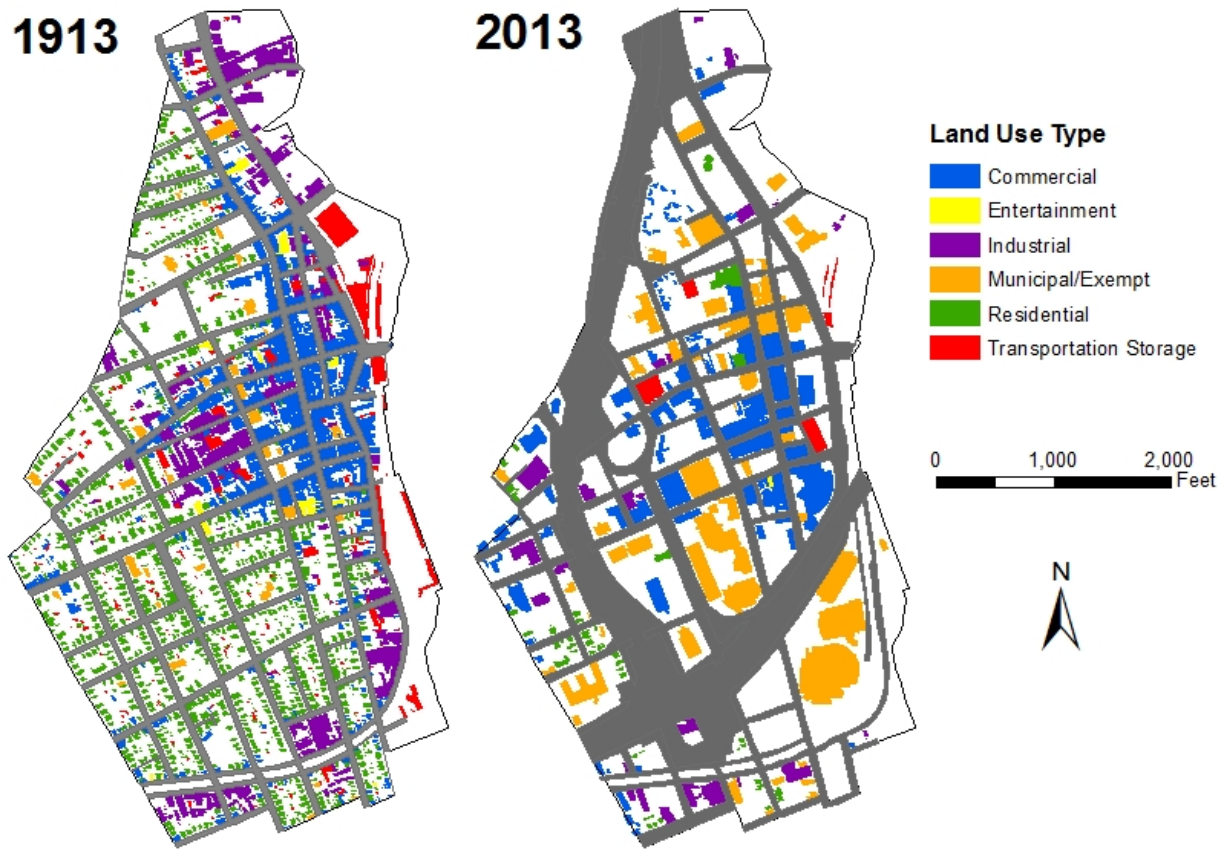 1913
2013
Land Use Type
Commercial
Entertainment
Industrial
Municipal/Exempt
Residential
Transportation Storage
0 1,000 2,000
Feet
N